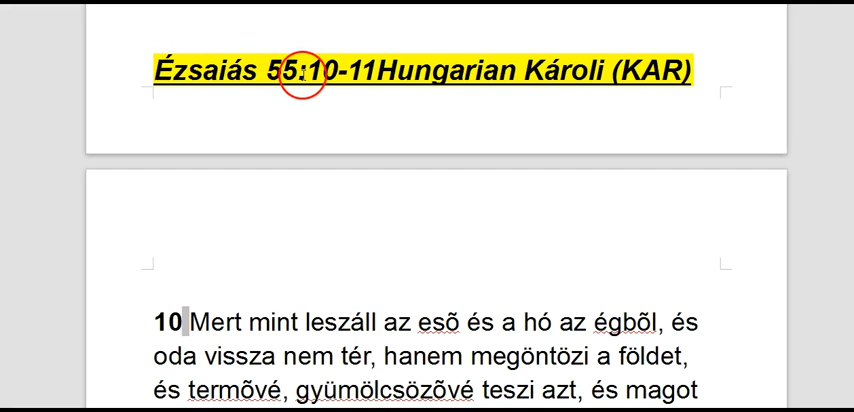 Ézsaiás 55:10-11Hungarian Károli (KAR)
10 Mert mint leszáll az esõ és a hó az égbõl, és
oda vissza nem tér, hanem megöntözi a földet,
és termõvé, gyümölcsözõvé teszi azt, és magot